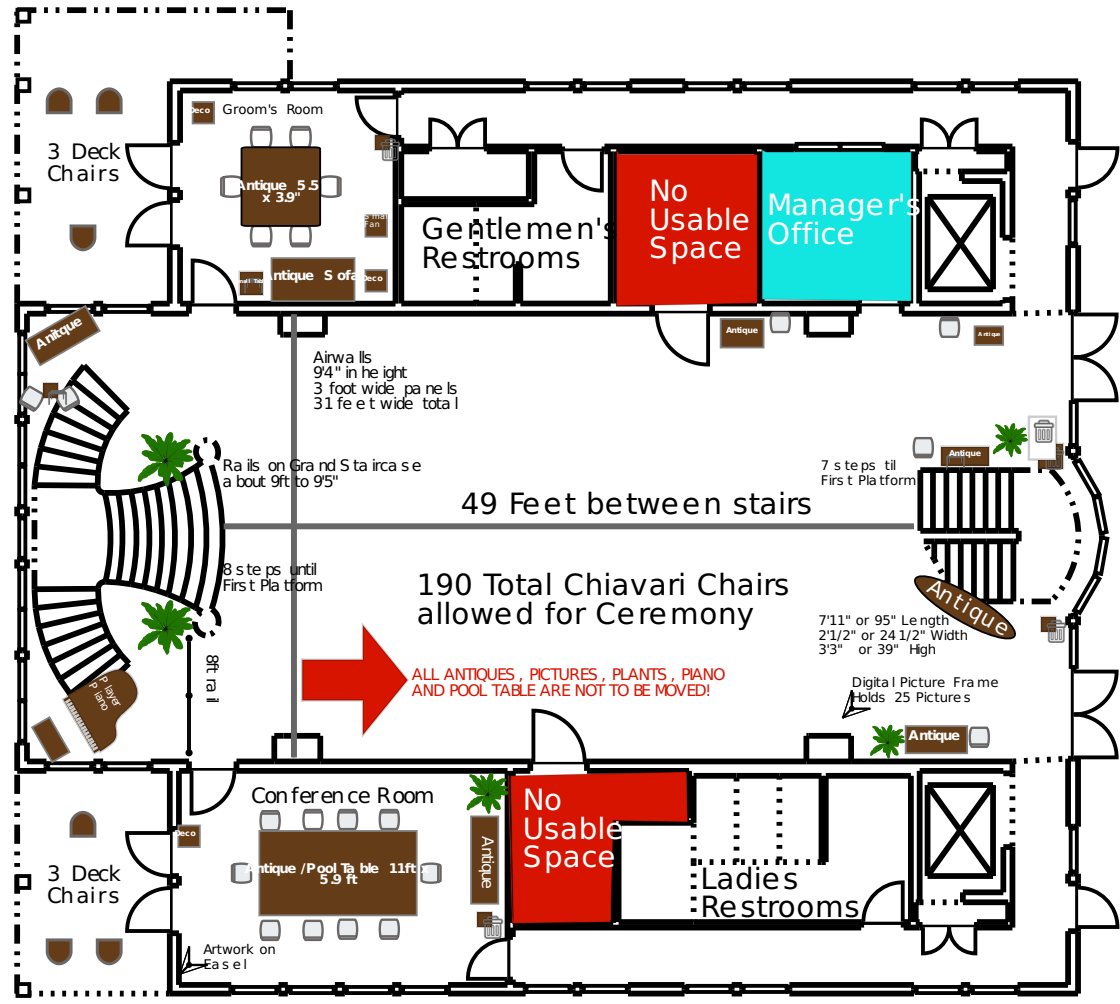 Deco
Groom's Room
3 Deck
Chairs
Antique 5.5
x 3.9"
Small
Fan
Antique Sofa
Small Table
Deco
Gentlemen's
Restrooms
No
Usable
Space
Manager's
Office
Anitque
Antique
Antique
Airwalls
9'4" in height
3 foot wide panels
31 feet wide total
Rails on Grand Staircase
about 9ft to 9'5"
7 steps til
First Platform
Antique
49 Feet between stairs
8 steps until
First Platform
190 Total Chiavari Chairs
allowed for Ceremony
Antique
7'11" or 95" Length
2'1/2" or 24 1/2" Width
3'3" or 39" High
8ft rail
Player
Piano
ALL ANTIQUES, PICTURES, PLANTS, PIANO
AND POOL TABLE ARE NOT TO BE MOVED!
Digital Picture Frame
Holds 25 Pictures
Antique
Conference Room
Deco
3 Deck
Chairs
Antique/Pool Table 11ft x
5.9 ft
Antique
No
Usable
Space
Ladies
Restrooms
Artwork on
Easel